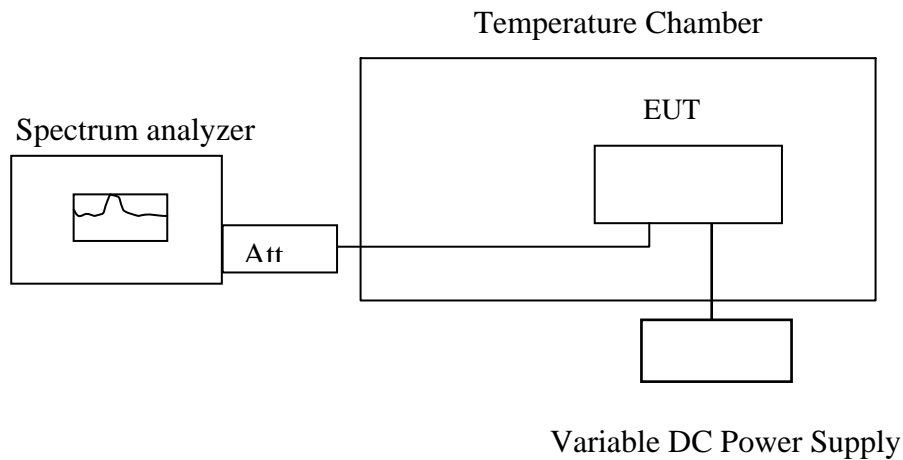 Temperature Chamber
EUT
Spectrum analyzer
Att
Variable DC Power Supply